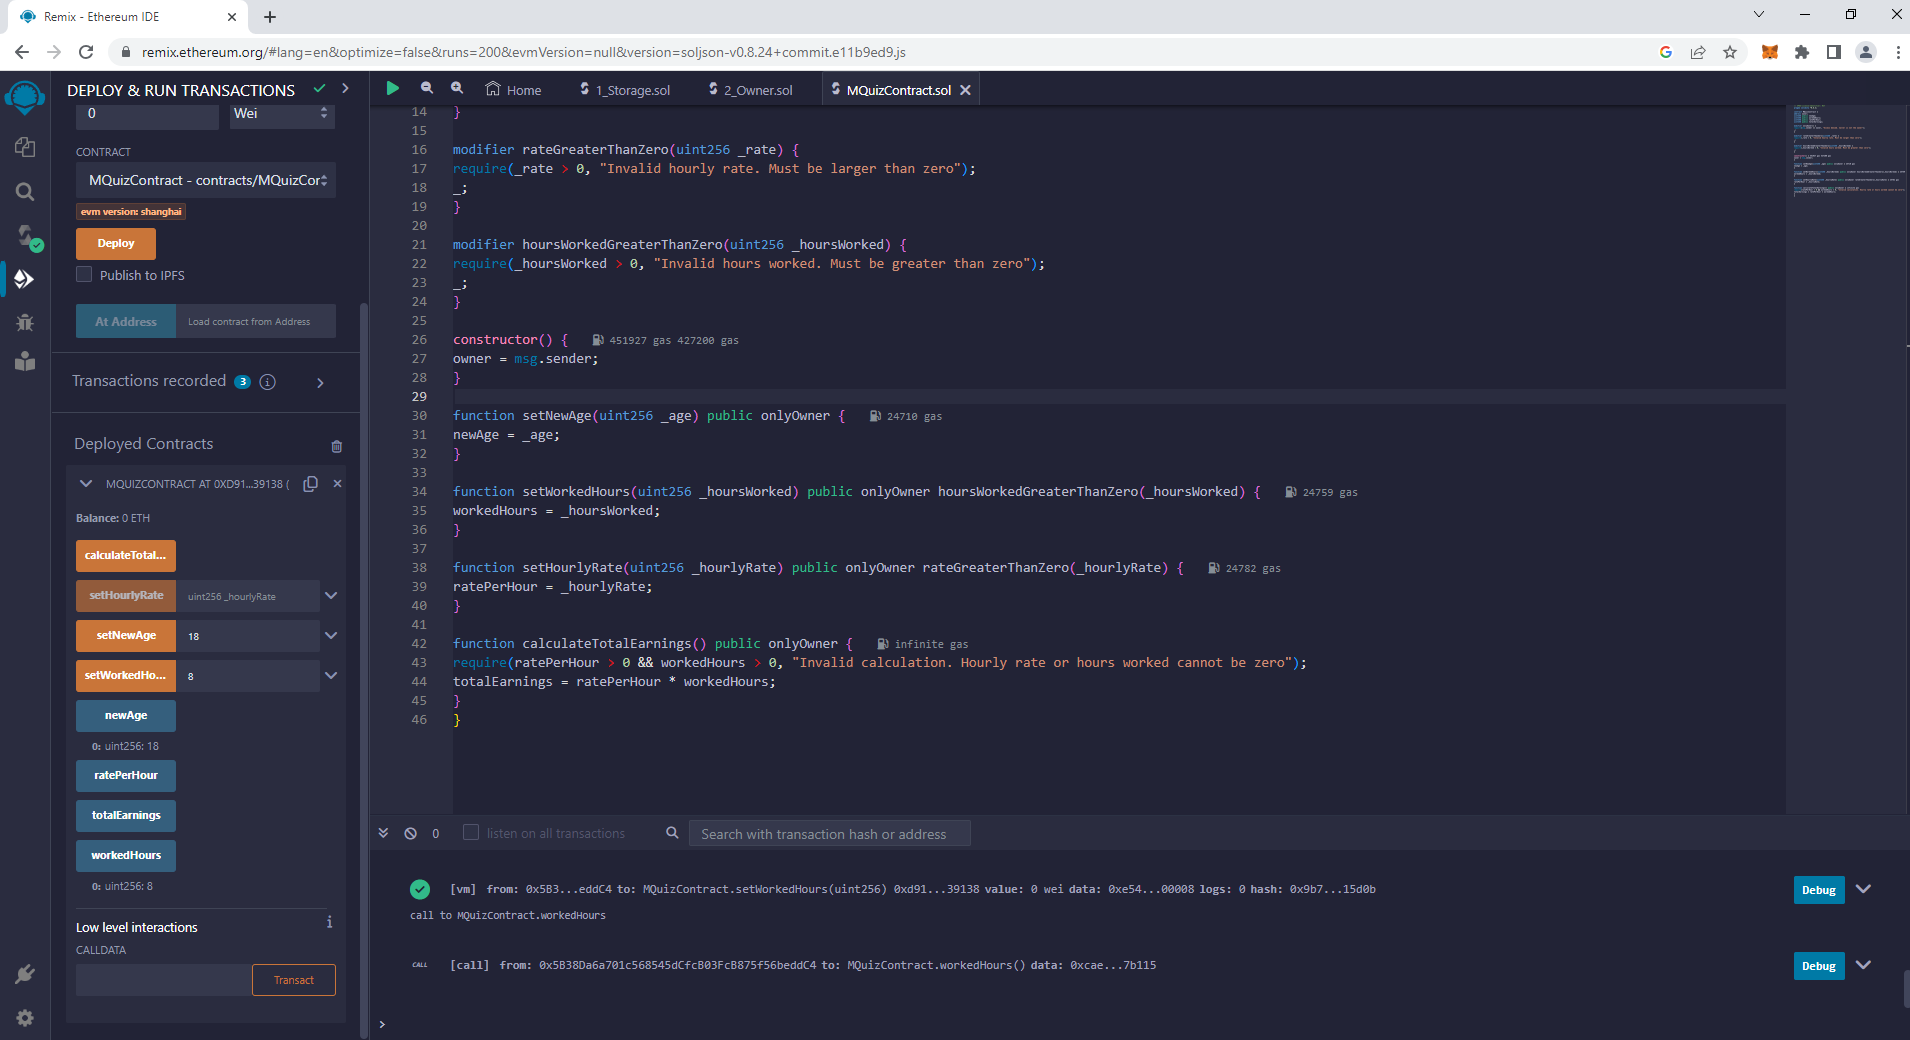 Remix - Ethereum IDE
remix.ethereum.org/#lang=en&optimize=false&runs=200&evmVersion=null&version=soljson-v0.8.24+commit.e11b9ed9.js
DEPLOY & RUN TRANSACTIONS
0
Wei
CONTRACT
MQuizContract - contracts/MQuizCor
evm version: shanghai
Deploy
Publish to IPFS
At Address
Load contract from Address
Transactions recorded 3
Deployed Contracts
MQUIZCONTRACT AT 0XD91...39138 (
Balance: 0 ETH
calculateTotal...
setHourlyRate
uint256 _hourlyRate
setNewAge
18
setWorkedHo...
8
newAge
0: uint256: 18
ratePerHour
totalEarnings
workedHours
0: uint256: 8
Low level interactions
CALLDATA
Transact
Home
1_Storage.sol
2_Owner.sol
MQuizContract.sol
14 }
15
16 modifier rateGreaterThanZero(uint256 _rate) {
17 require(_rate > 0, "Invalid hourly rate. Must be larger than zero");
18 _;
19 }
20
21 modifier hoursWorkedGreaterThanZero(uint256 _hoursWorked) {
22 require(_hoursWorked > 0, "Invalid hours worked. Must be greater than zero");
23 _;
24 }
25
26 constructor() { 451927 gas 427200 gas
27 owner = msg.sender;
28 }
29
30 function setNewAge(uint256 _age) public onlyOwner { 24710 gas
31 newAge = _age;
32 }
33
34 function setWorkedHours(uint256 _hoursWorked) public onlyOwner hoursWorkedGreaterThanZero(_hoursWorked) { 24759 gas
35 workedHours = _hoursWorked;
36 }
37
38 function setHourlyRate(uint256 _hourlyRate) public onlyOwner rateGreaterThanZero(_hourlyRate) { 24782 gas
39 ratePerHour = _hourlyRate;
40 }
41
42 function calculateTotalEarnings() public onlyOwner { infinite gas
43 require(ratePerHour > 0 && workedHours > 0, "Invalid calculation. Hourly rate or hours worked cannot be zero");
44 totalEarnings = ratePerHour * workedHours;
45 }
46 }
0
listen on all transactions
Search with transaction hash or address
[vm] from: 0x5B3...eddC4 to: MQuizContract.setWorkedHours(uint256) 0xd91...39138 value: 0 wei data: 0xe54...00008 logs: 0 hash: 0x9b7...15d0b
Debug
call to MQuizContract.workedHours
CALL [call] from: 0x5B38Da6a701c568545dCfcB03FcB875f56beddC4 to: MQuizContract.workedHours() data: 0xcae...7b115
Debug
>